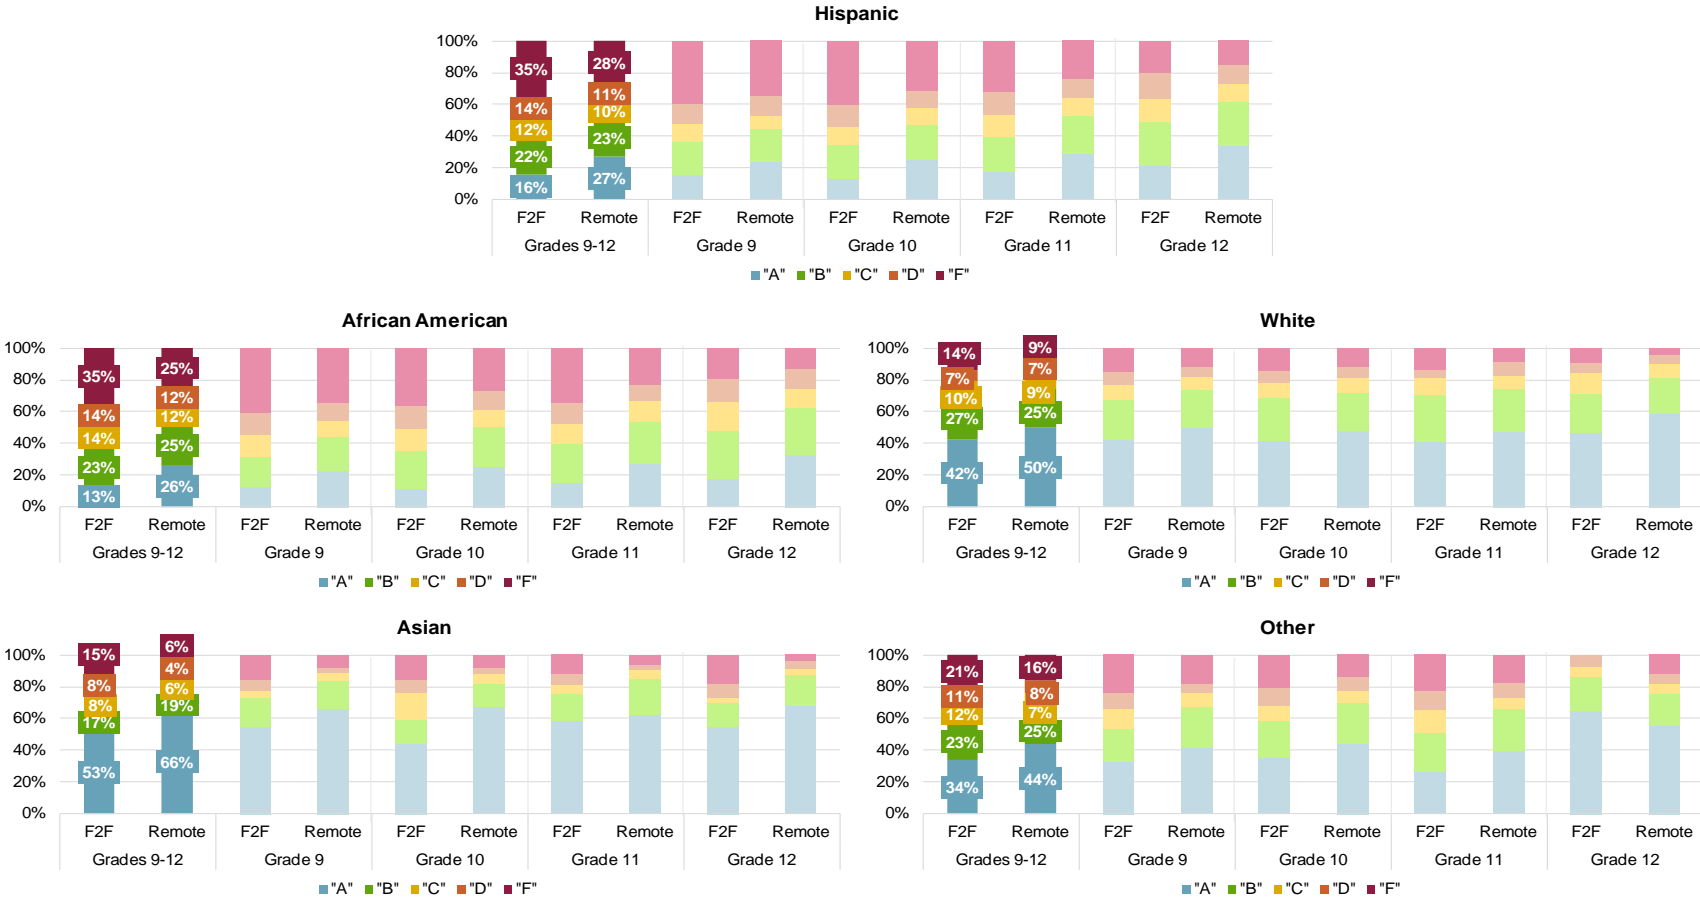 Hispanic
100%
80%
60%
40%
20%
0%
35% 28%
14% 11%
12% 10%
22% 23%
16% 27%
F2F Remote F2F Remote F2F Remote F2F Remote F2F Remote
Grades 9-12 Grade 9 Grade 10 Grade 11 Grade 12
"A" "B" "C" "D" "F"
African American
100%
80%
60%
40%
20%
0%
35% 25%
14% 12%
14% 12%
23% 25%
13% 26%
F2F Remote F2F Remote F2F Remote F2F Remote F2F Remote
Grades 9-12 Grade 9 Grade 10 Grade 11 Grade 12
"A" "B" "C" "D" "F"
White
100%
80%
60%
40%
20%
0%
14% 9%
7% 7%
10% 9%
27% 25%
42% 50%
F2F Remote F2F Remote F2F Remote F2F Remote F2F Remote
Grades 9-12 Grade 9 Grade 10 Grade 11 Grade 12
"A" "B" "C" "D" "F"
Asian
100%
80%
60%
40%
20%
0%
15% 6%
8% 4%
8% 6%
17% 19%
53% 66%
F2F Remote F2F Remote F2F Remote F2F Remote F2F Remote
Grades 9-12 Grade 9 Grade 10 Grade 11 Grade 12
"A" "B" "C" "D" "F"
Other
100%
80%
60%
40%
20%
0%
21% 16%
11% 8%
12% 7%
23% 25%
34% 44%
F2F Remote F2F Remote F2F Remote F2F Remote F2F Remote
Grades 9-12 Grade 9 Grade 10 Grade 11 Grade 12
"A" "B" "C" "D" "F"